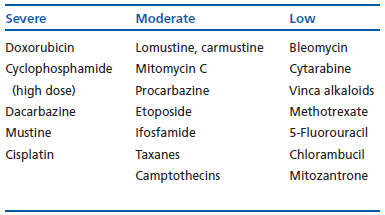 Severe Moderate Low
Doxorubicin Lomustine, carmustine Bleomycin
Cyclophosphamide Mitomycin C Cytarabine
(high dose) Procarbazine Vinca alkaloids
Dacarbazine Etoposide Methotrexate
Mustine Ifosfamide 5-Fluorouracil
Cisplatin Taxanes Chlorambucil
Camptothecins Mitozantrone